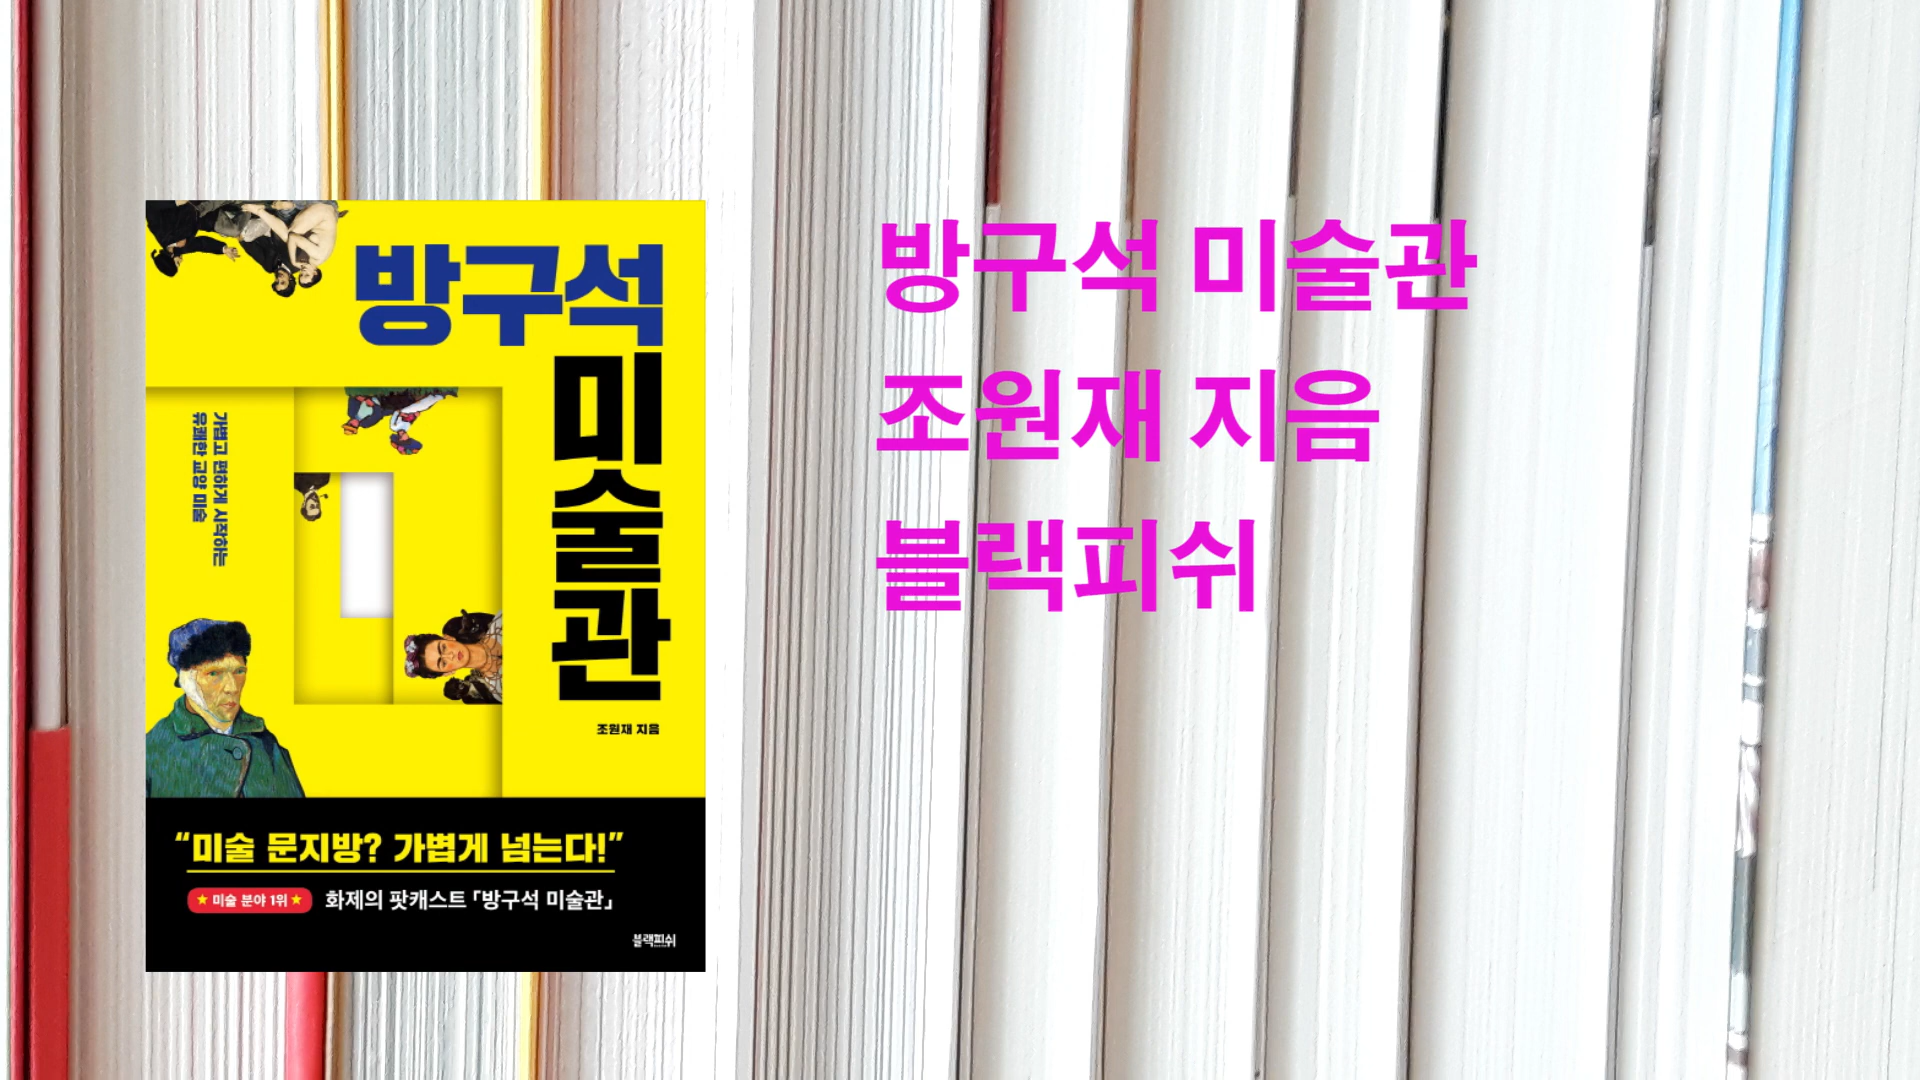 방구석
미술관
가볍고 편하게 시작하는
유쾌한 교양 미술
조원재 지음
“미술 문지방? 가볍게 넘는다!”
★미술 분야 1위★ 화제의 팟캐스트 「방구석 미술관」
블랙피쉬
방구석 미술관
조원재 지음
블랙피쉬